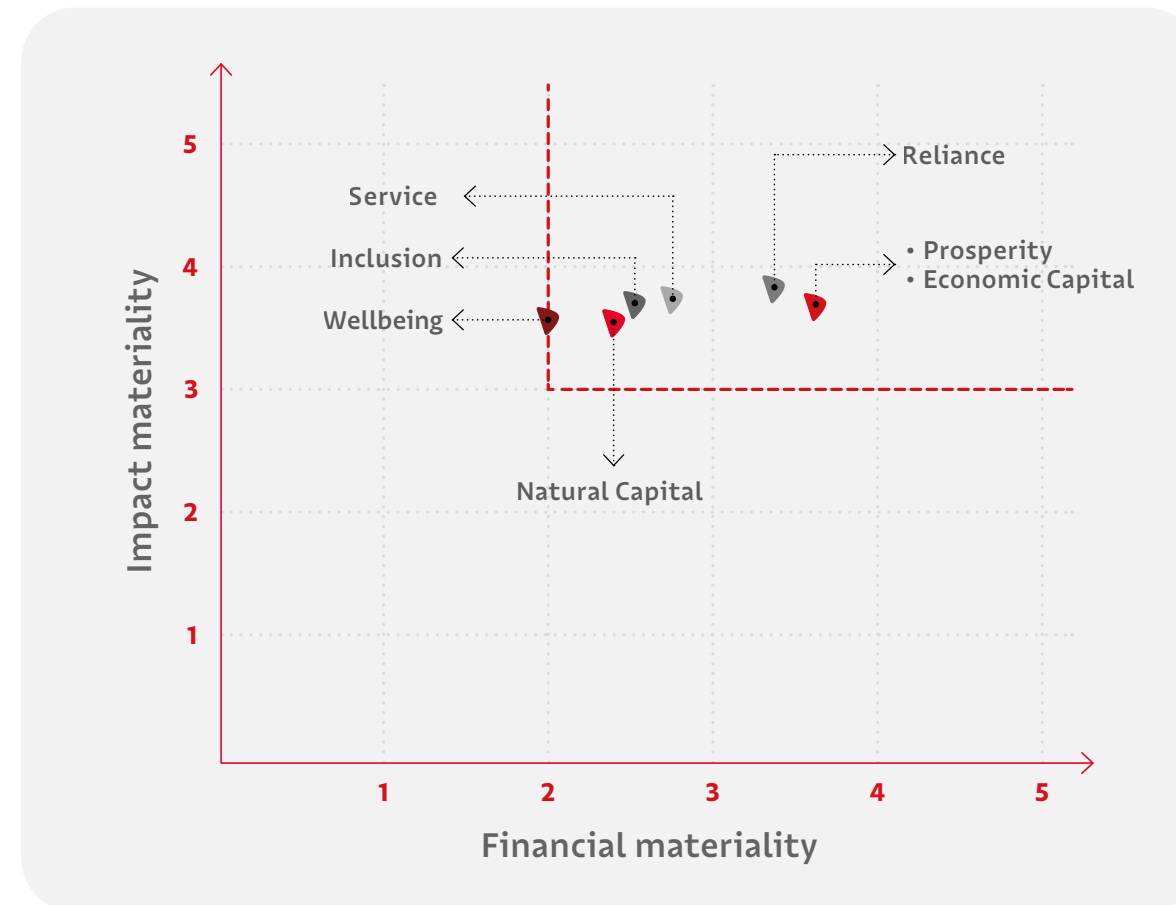 Impact materiality
5
4
3
2
1
Service
Inclusion
Wellbeing
Reliance
• Prosperity
• Economic Capital
Natural Capital
1
2
3
4
5
Financial materiality